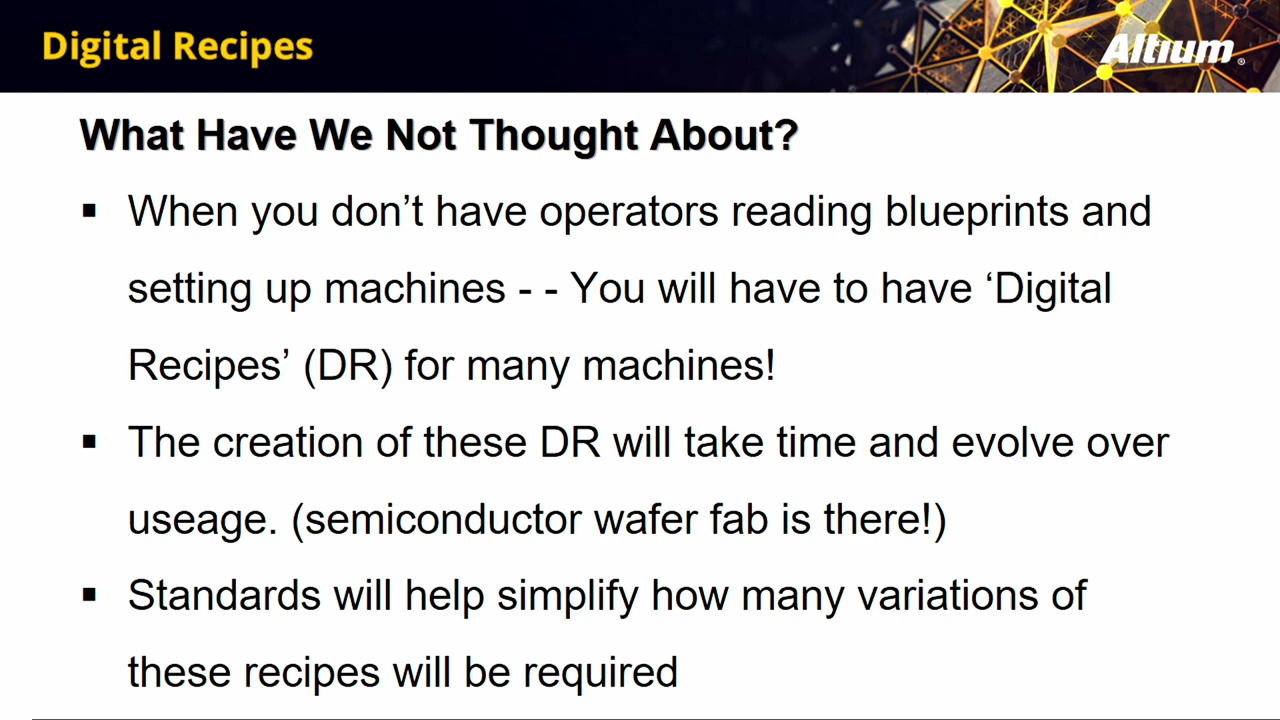 Digital Recipes
Altium®
What Have We Not Thought About?
▪ When you don’t have operators reading blueprints and
setting up machines - - You will have to have ‘Digital
Recipes’ (DR) for many machines!
▪ The creation of these DR will take time and evolve over
useage. (semiconductor wafer fab is there!)
▪ Standards will help simplify how many variations of
these recipes will be required